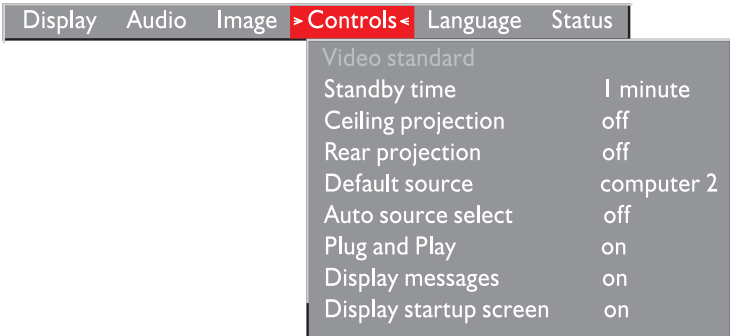 Display Audio Image >Controls< Language Status
Video standard
Standby time 1 minute
Ceiling projection off
Rear projection off
Default source computer 2
Auto source select off
Plug and Play on
Display messages on
Display startup screen on